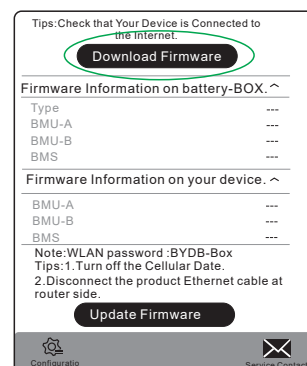 Tips:Check that Your Device is Connected to
the Internet.
Download Firmware
Firmware Information on battery-BOX.
Type ---
BMU-A ---
BMU-B ---
BMS ---
Firmware Information on your device.
BMU-A ---
BMU-B ---
BMS ---
Note:WLAN password :BYDB-Box
Tips:1.Turn off the Cellular Date.
2.Disconnect the product Ethernet cable at
router side.
Update Firmware
Configuratio Service Contact